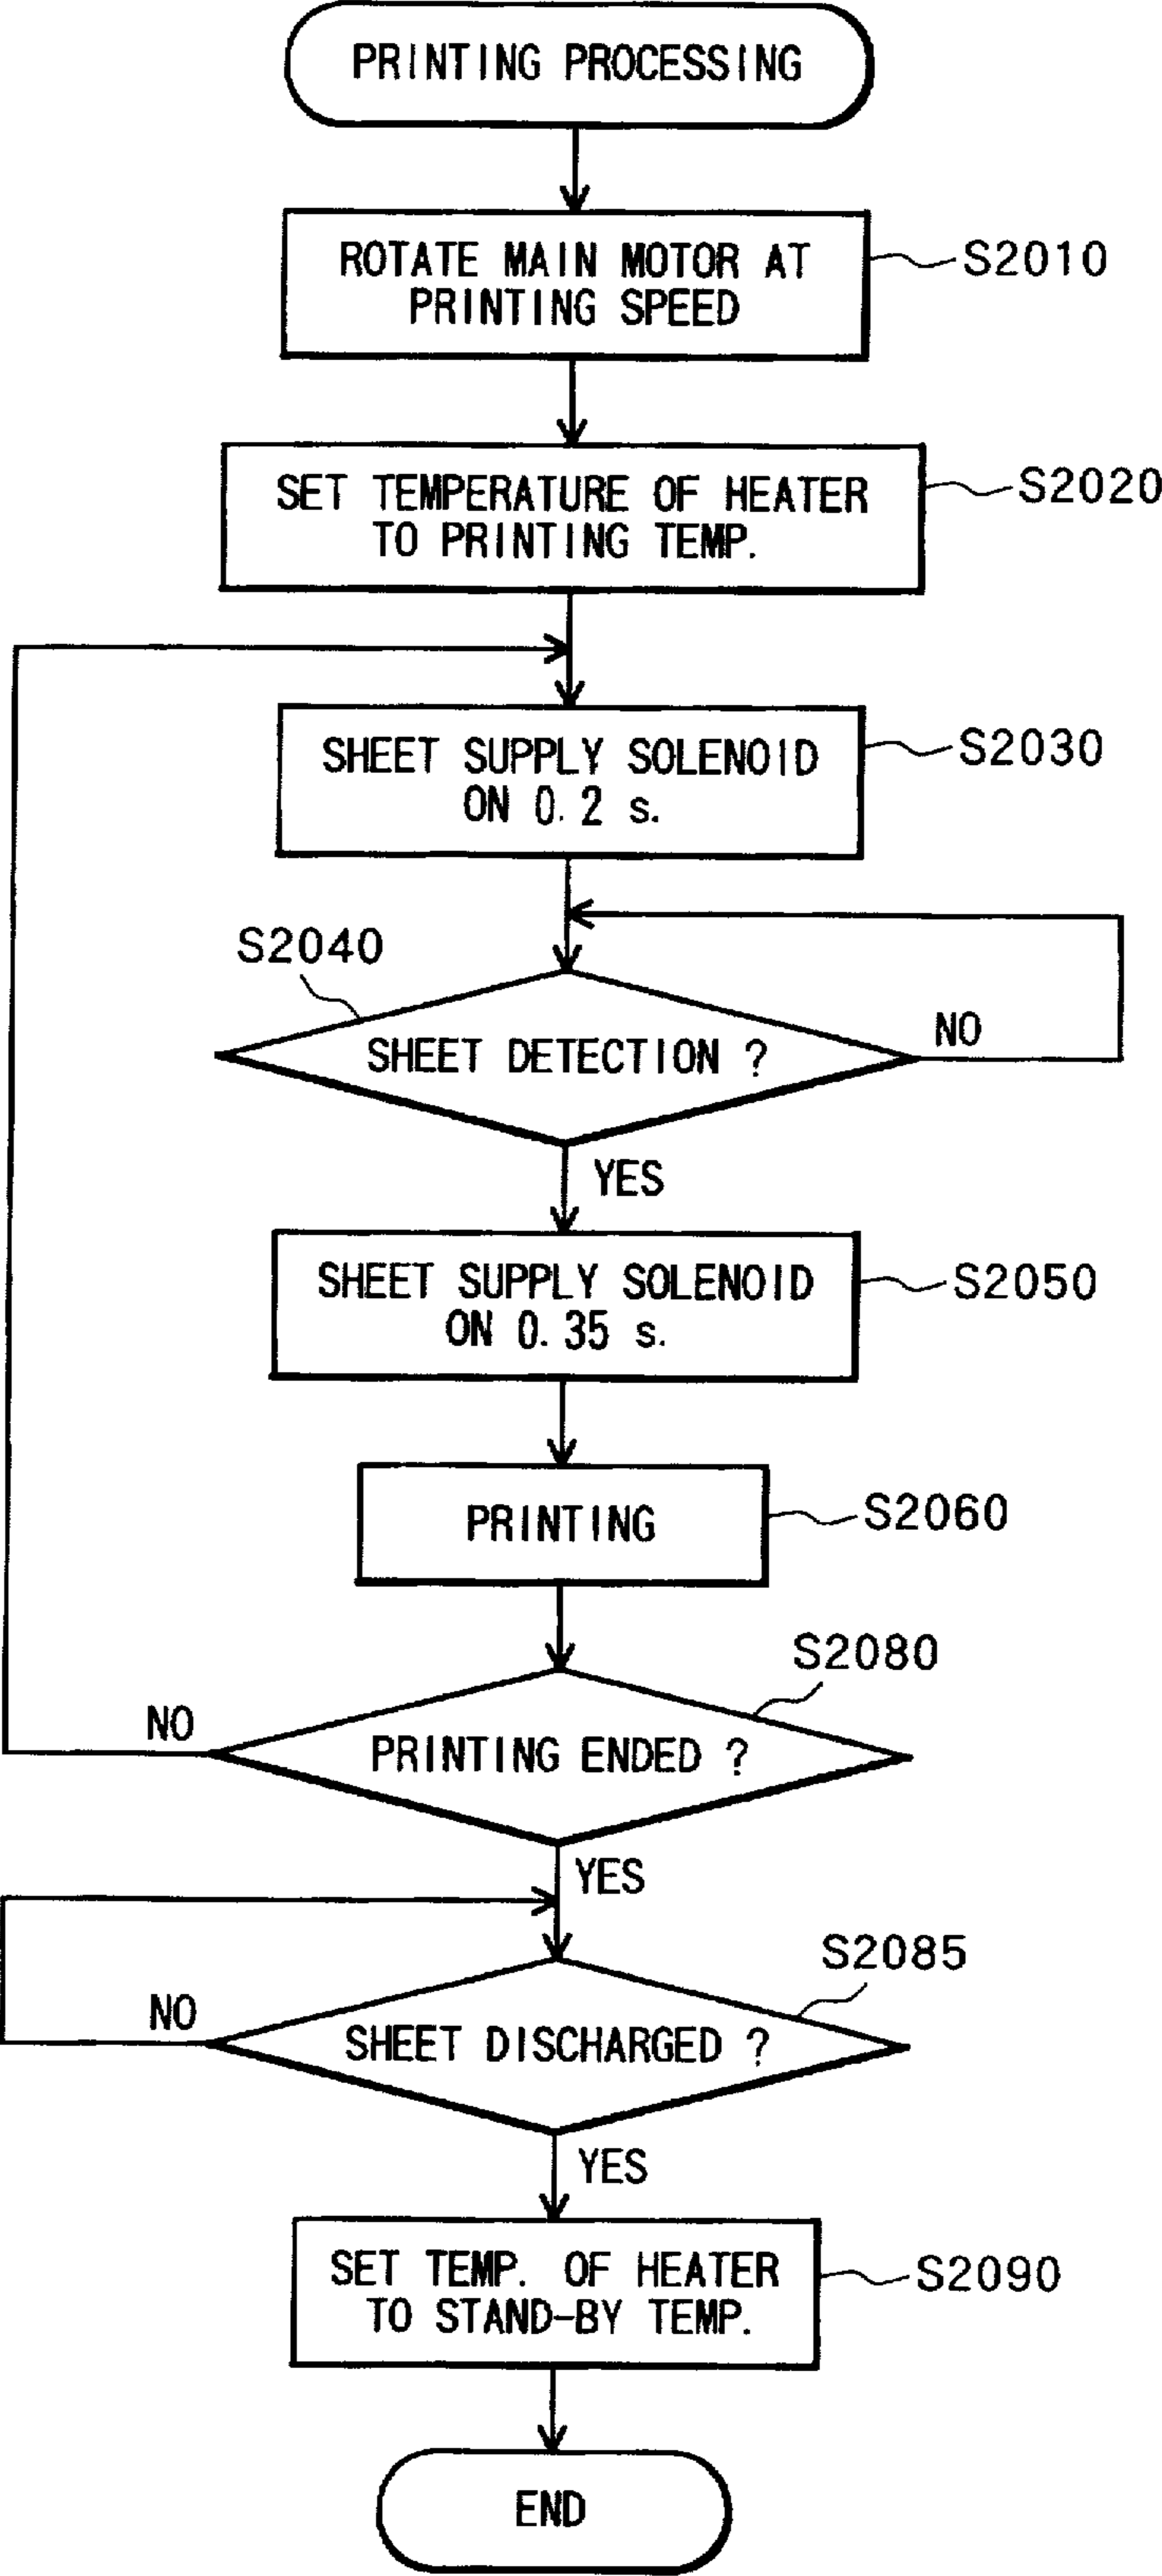 PRINTING PROCESSING
ROTATE MAIN MOTOR AT
PRINTING SPEED
S2010
SET TEMPERATURE OF HEATER
TO PRINTING TEMP.
S2020
SHEET SUPPLY SOLENOID
ON 0.2 s.
S2030
S2040
SHEET DETECTION ?
NO
YES
SHEET SUPPLY SOLENOID
ON 0.35 s.
S2050
PRINTING
S2060
S2080
NO
PRINTING ENDED ?
YES
S2085
NO
SHEET DISCHARGED ?
YES
SET TEMP. OF HEATER
TO STAND-BY TEMP.
S2090
END